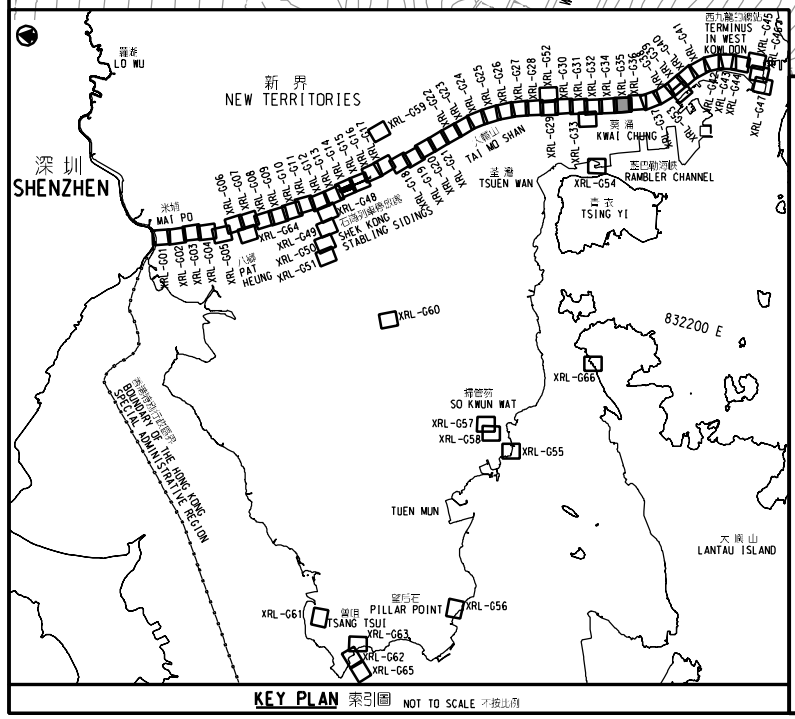 羅湖
LO WU
新界
NEW TERRITORIES
深圳
SHENZHEN
米埔
MAI PO
XRL-G01
XRL-G02
XRL-G03
XRL-G04
XRL-G05
XRL-G06
XRL-G07
XRL-G08
XRL-G09
XRL-G10
XRL-G11
XRL-G12
XRL-G13
XRL-G14
XRL-G15
XRL-G16
XRL-G17
XRL-G59
XRL-G64
八鄉
PAT
HEUNG
XRL-G48
XRL-G49
XRL-G50
XRL-G51
石崗列車停放處
SHEK KONG
STABLING SIDINGS
XRL-G18
XRL-G19
XRL-G20
XRL-G21
XRL-G22
XRL-G23
XRL-G24
XRL-G25
XRL-G26
XRL-G27
XRL-G28
XRL-G52
XRL-G29
XRL-G30
XRL-G31
XRL-G32
XRL-G33
XRL-G34
XRL-G35
XRL-G36
XRL-G41
XRL-G42
XRL-G43
XRL-G44
XRL-G45
XRL-G47
TAI MO SHAN
荃灣
TSUEN WAN
葵涌
KWAI CHUNG
西九龍的總站
TERMINUS
IN WEST
KOWLOON
藍巴勒海峽
RAMBLER CHANNEL
XRL-G54
青衣
TSING YI
832200 E
XRL-G60
XRL-G66
掃管笏
SO KWUN WAT
XRL-G57
XRL-G58
XRL-G55
BOUNDARY OF THE HONG KONG
SPECIAL ADMINISTRATIVE REGION
TUEN MUN
大嶼山
LANTAU ISLAND
望后石
PILLAR POINT
XRL-G56
XRL-G61
曾咀
TSANG TSUI
XRL-G63
XRL-G62
XRL-G65
KEY PLAN 索引圖 NOT TO SCALE 不按比例